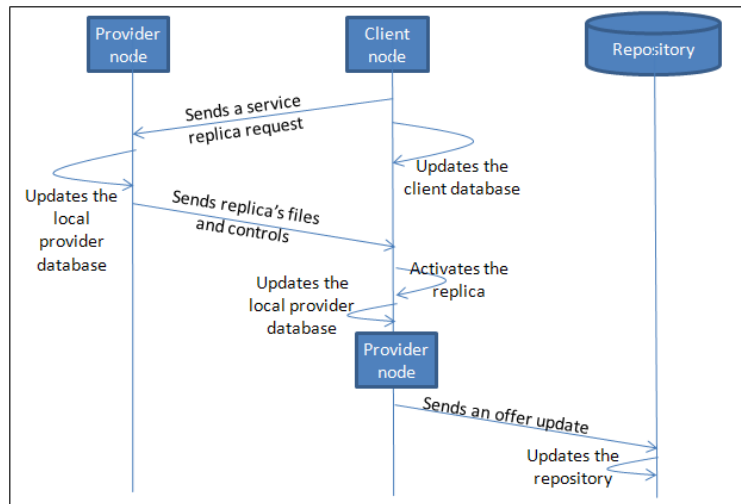 Provider
node
Client
node
Repository
Sends a service
replica request
Updates the
client database
Updates the
local
provider
database
Sends replica's files
and controls
Activates the
replica
Updates the
local provider
database
Provider
node
Sends an offer update
Updates the
repository